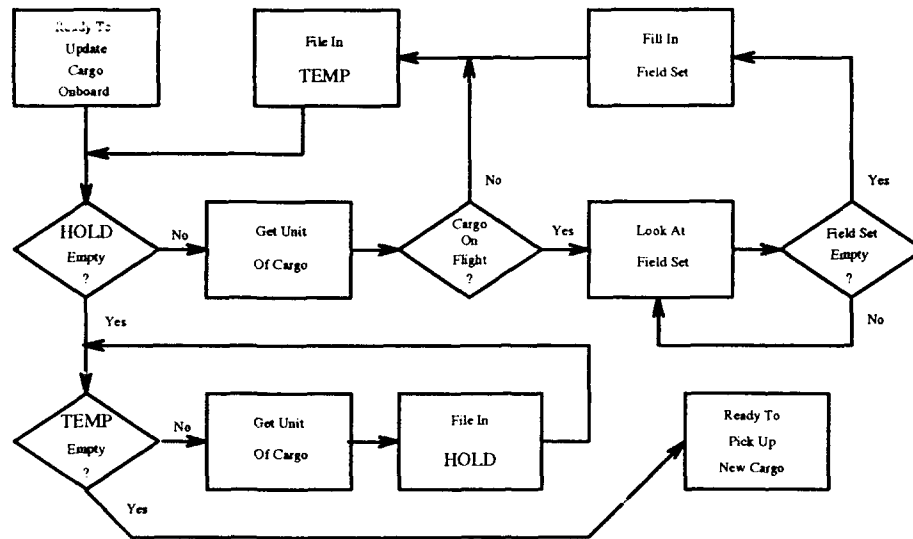 Ready To
Update
Cargo
Onboard
File In
TEMP
Fill In
Field Set
No
Yes
HOLD
Empty
?
No
Get Unit
Of Cargo
Cargo
On
Flight
?
Yes
Look At
Field Set
Field Set
Empty
?
No
Yes
TEMP
Empty
?
No
Get Unit
Of Cargo
File In
HOLD
Ready To
Pick Up
New Cargo
Yes